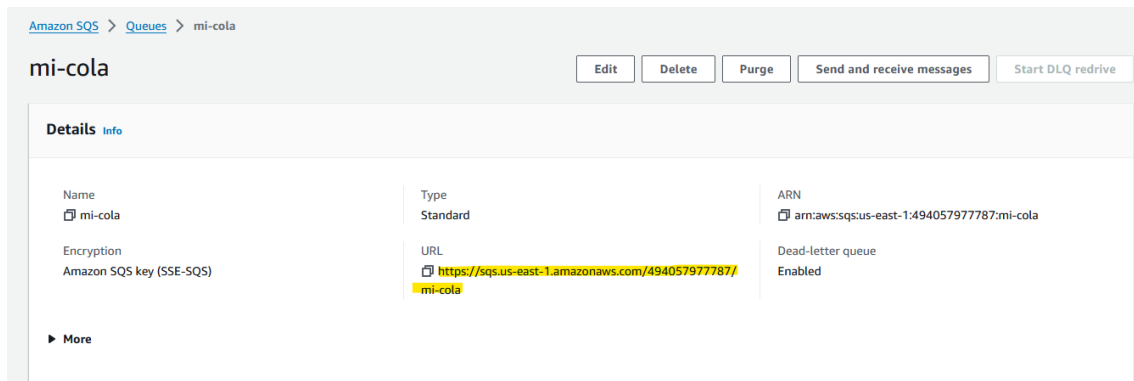 Amazon SQS > Queues > mi-cola
mi-cola
Edit Delete Purge Send and receive messages Start DLQ redrive
Details Info
Name
mi-cola
Type
Standard
ARN
arn:aws:sqs:us-east-1:494057977787:mi-cola
Encryption
Amazon SQS key (SSE-SQS)
URL
https://sqs.us-east-1.amazonaws.com/494057977787/
mi-cola
Dead-letter queue
Enabled
More